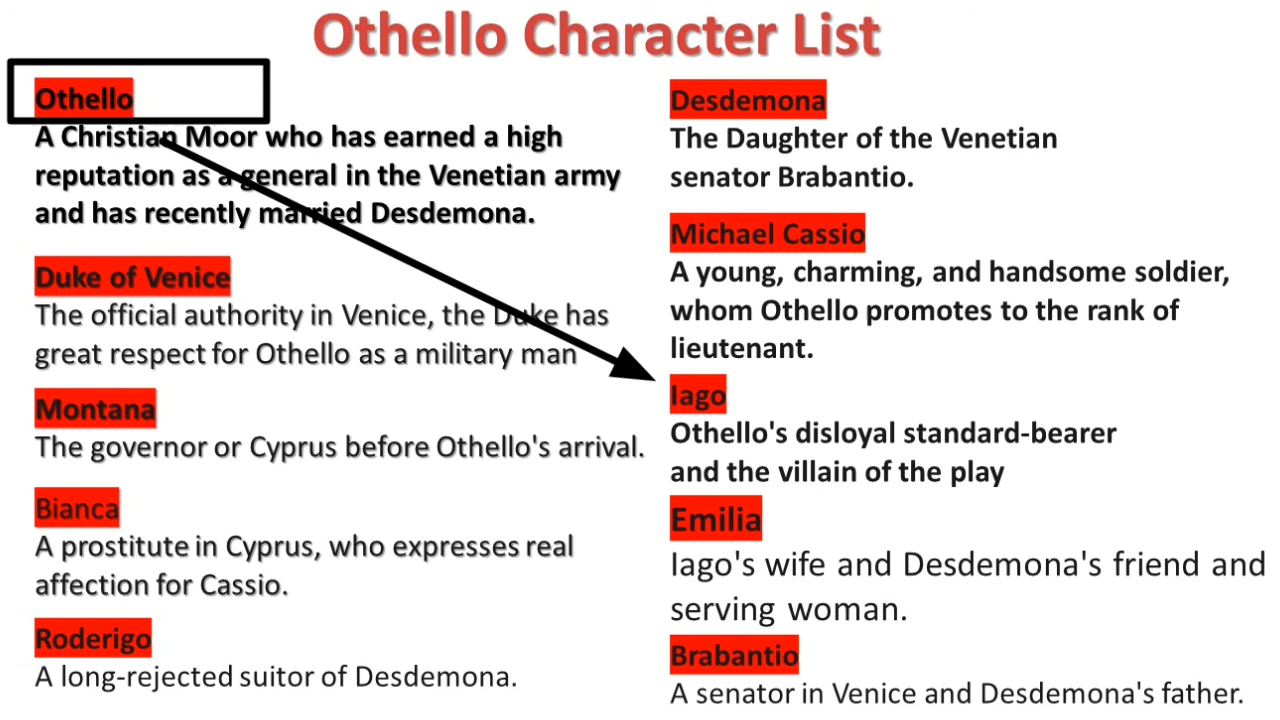 Othello Character List
Othello
A Christian Moor who has earned a high
reputation as a general in the Venetian army
and has recently married Desdemona.
Duke of Venice
The official authority in Venice, the Duke has
great respect for Othello as a military man
Montana
The governor or Cyprus before Othello's arrival.
Bianca
A prostitute in Cyprus, who expresses real
affection for Cassio.
Roderigo
A long-rejected suitor of Desdemona.
Desdemona
The Daughter of the Venetian
senator Brabantio.
Michael Cassio
A young, charming, and handsome soldier,
whom Othello promotes to the rank of
lieutenant.
Iago
Othello's disloyal standard-bearer
and the villain of the play
Emilia
Iago's wife and Desdemona's friend and
serving woman.
Brabantio
A senator in Venice and Desdemona's father.